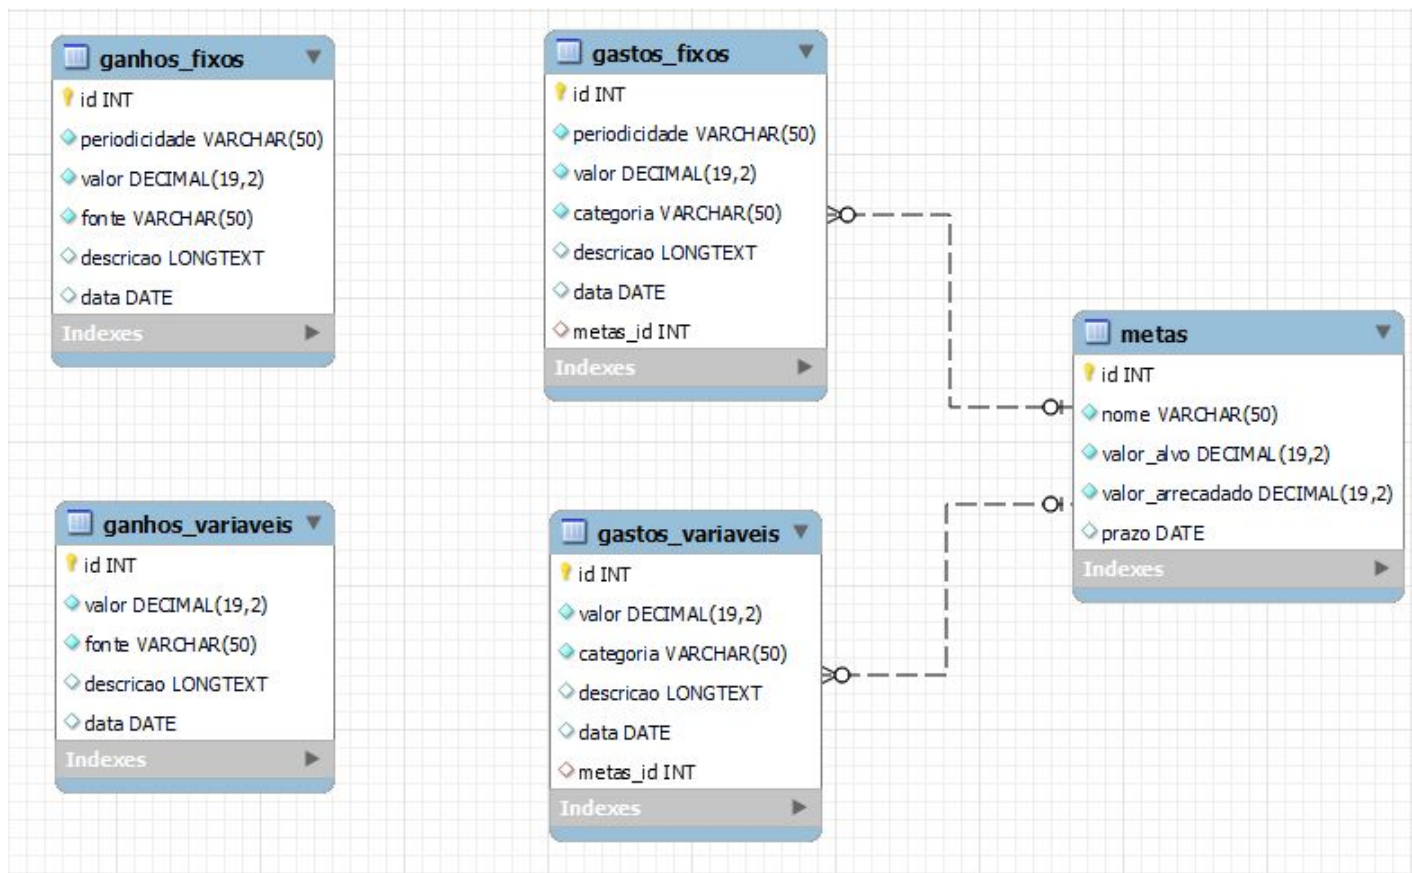 ganhos_fixos
id INT
periodicidade VARCHAR(50)
valor DECIMAL(19,2)
fonte VARCHAR(50)
descricao LONGTEXT
data DATE
Indexes
gastos_fixos
id INT
periodicidade VARCHAR(50)
valor DECIMAL(19,2)
categoria VARCHAR(50)
descricao LONGTEXT
data DATE
metas_id INT
Indexes
metas
id INT
nome VARCHAR(50)
valor_alvo DECIMAL(19,2)
valor_arrecadado DECIMAL(19,2)
prazo DATE
Indexes
ganhos_variaveis
id INT
valor DECIMAL(19,2)
fonte VARCHAR(50)
descricao LONGTEXT
data DATE
Indexes
gastos_variaveis
id INT
valor DECIMAL(19,2)
categoria VARCHAR(50)
descricao LONGTEXT
data DATE
metas_id INT
Indexes